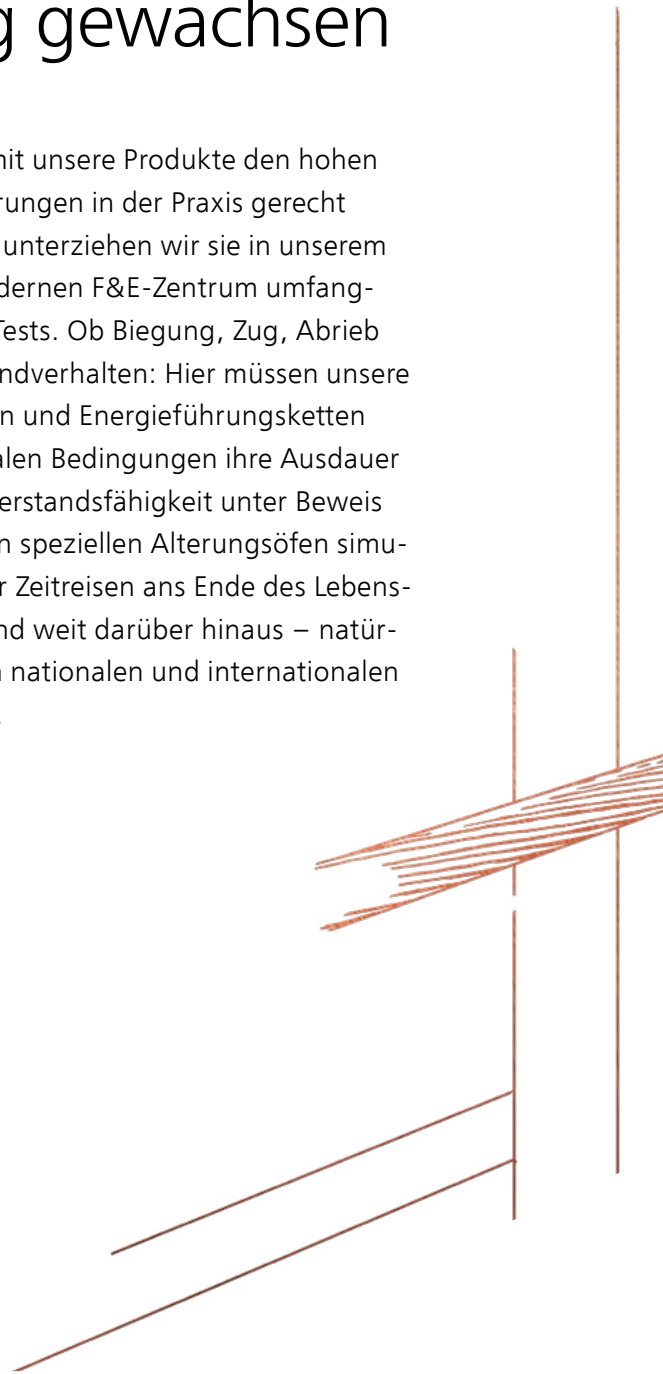 g gewachsen
mit unsere Produkte den hohen
rungen in der Praxis gerecht
unterziehen wir sie in unserem
dernen F&E-Zentrum umfang-
Tests. Ob Biegung, Zug, Abrieb
ndverhalten: Hier müssen unsere
n und Energieführungsketten
alen Bedingungen ihre Ausdauer
erstandsfähigkeit unter Beweis
n speziellen Alterungsöfen simu-
r Zeitreisen ans Ende des Lebens-
nd weit darüber hinaus – natür-
n nationalen und internationalen
.